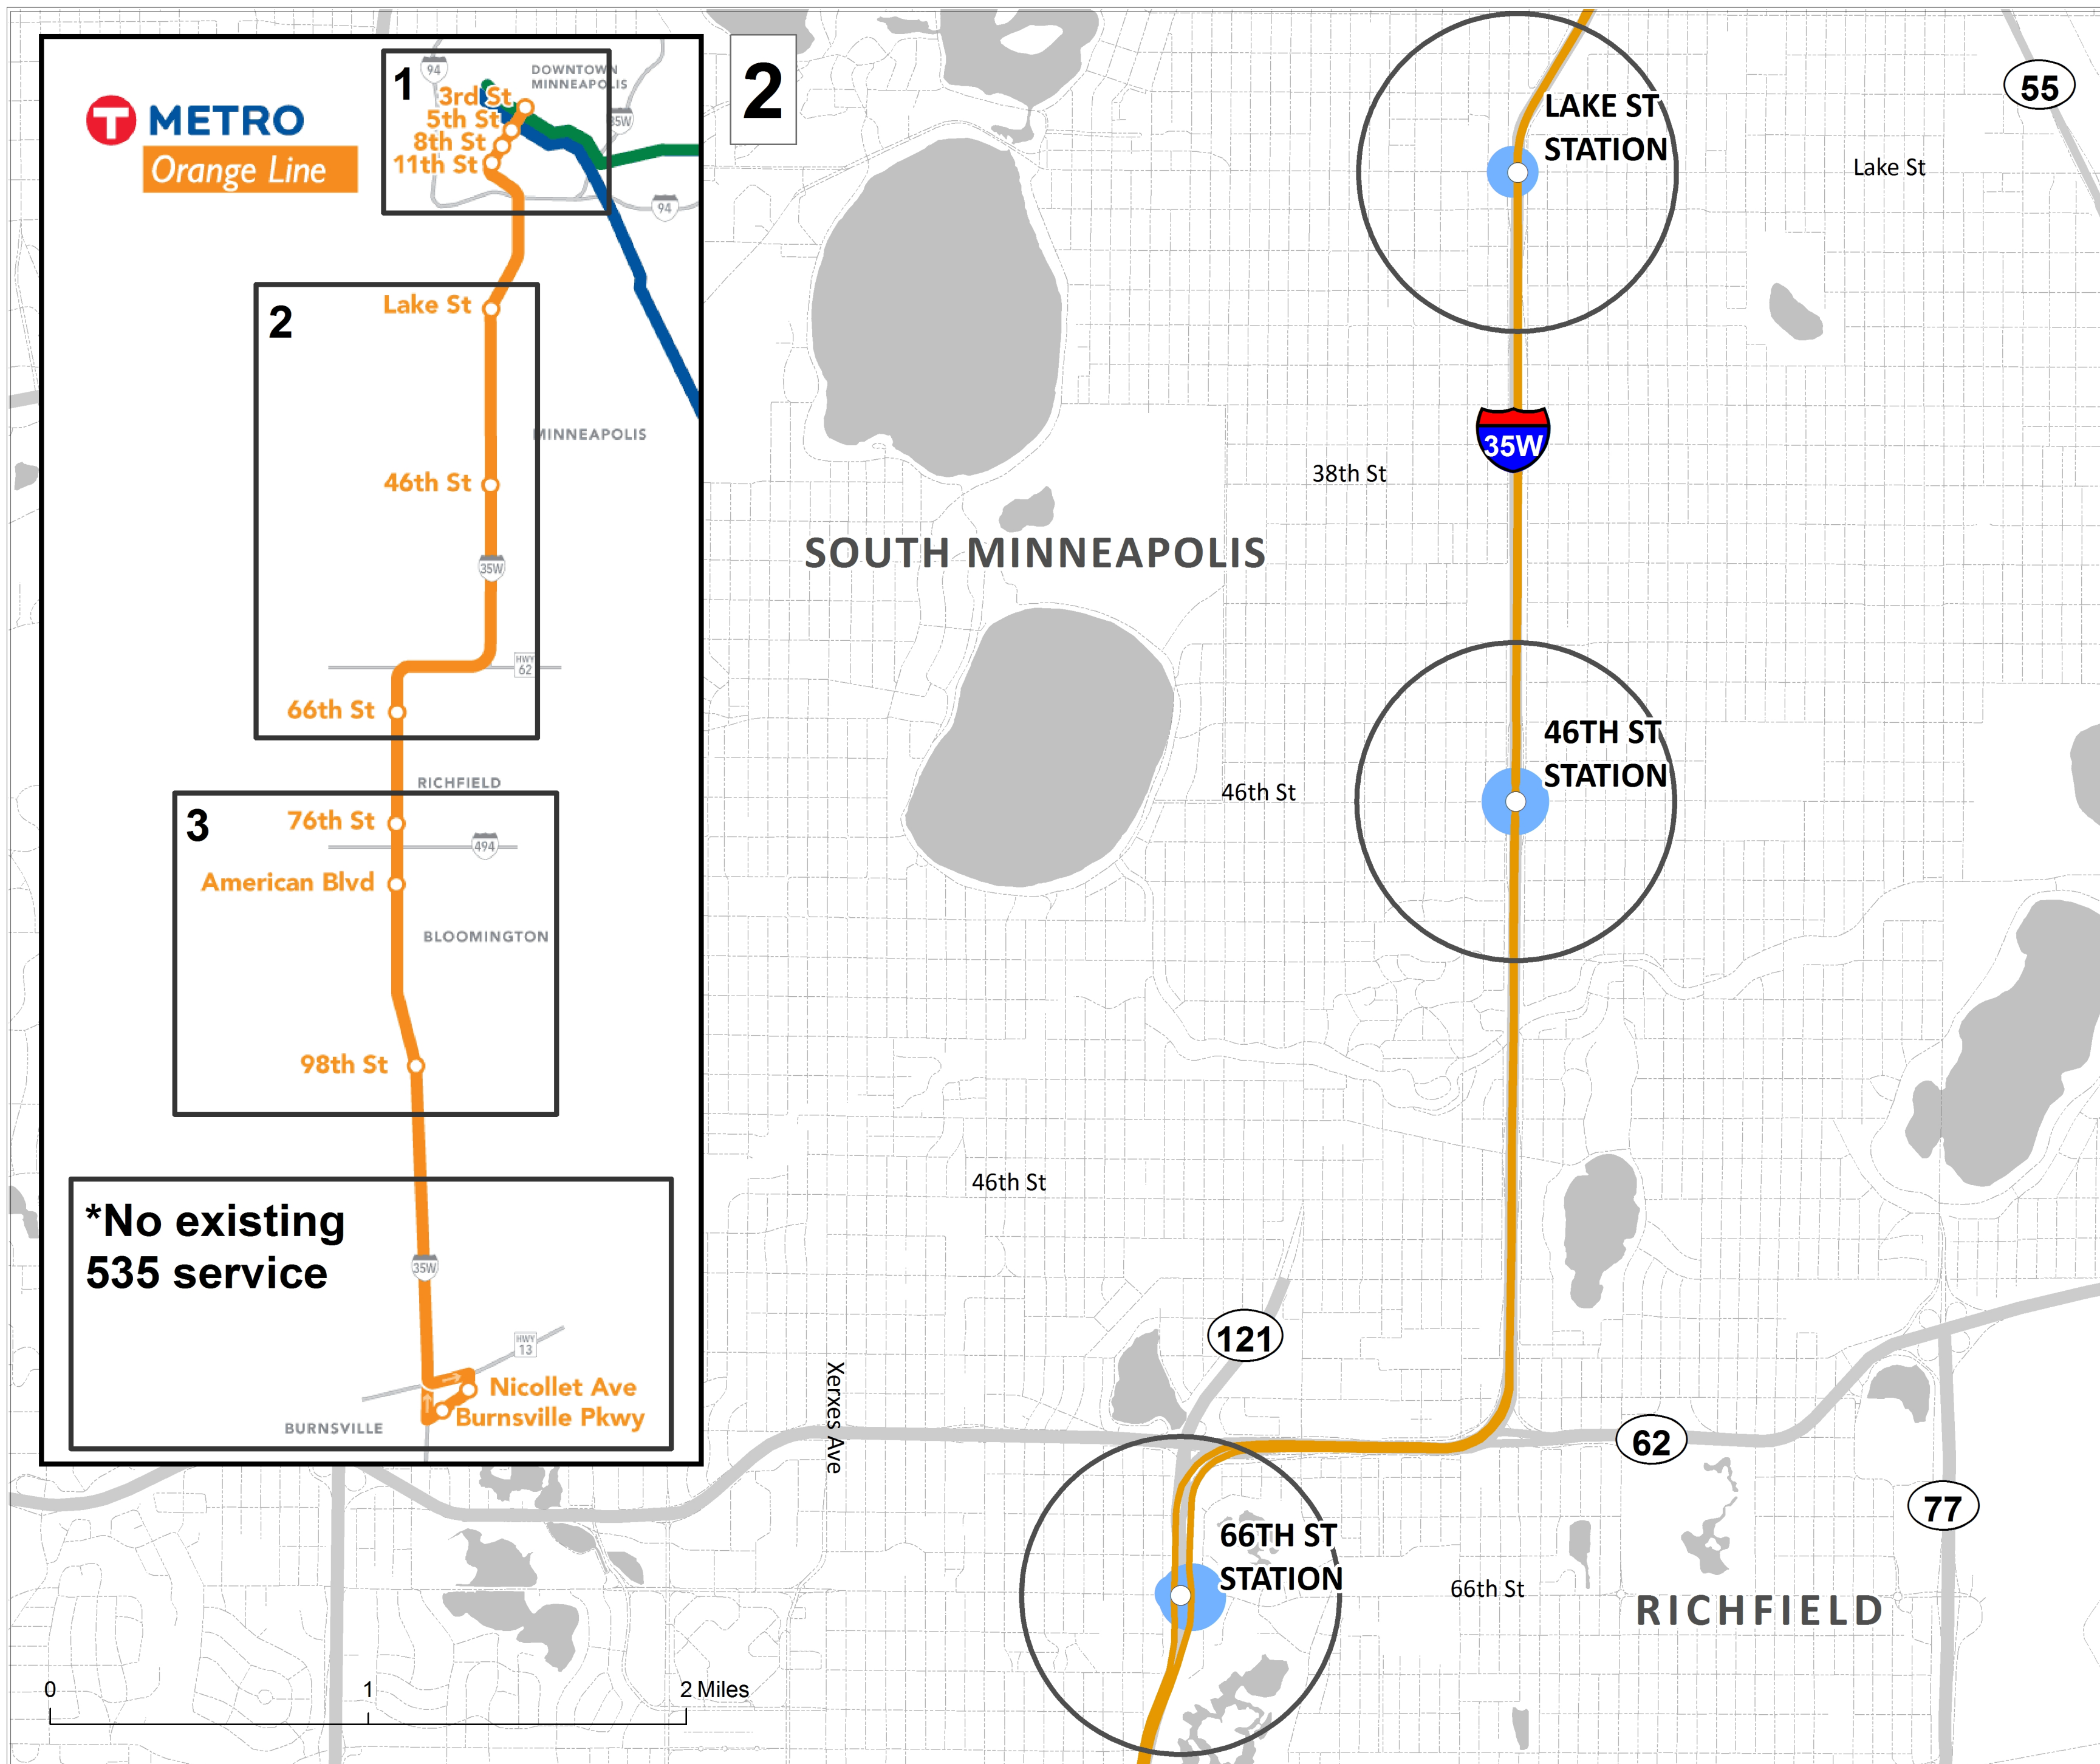 METRO
Orange Line
1
94
DOWNTOWN
MINNEAPOLIS
3rd St
5th St
35W
8th St
11th St
94
2
Lake St
MINNEAPOLIS
46th St
35W
HWY
62
66th St
RICHFIELD
3
76th St
494
American Blvd
BLOOMINGTON
98th St
*No existing
535 service
35W
HWY
13
Nicollet Ave
Burnsville Pkwy
BURNSVILLE
0
1
2 Miles
2
LAKE ST
STATION
55
Lake St
35W
38th St
SOUTH MINNEAPOLIS
46TH ST
STATION
46th St
46th St
121
Xerxes Ave
62
77
66TH ST
STATION
66th St
RICHFIELD